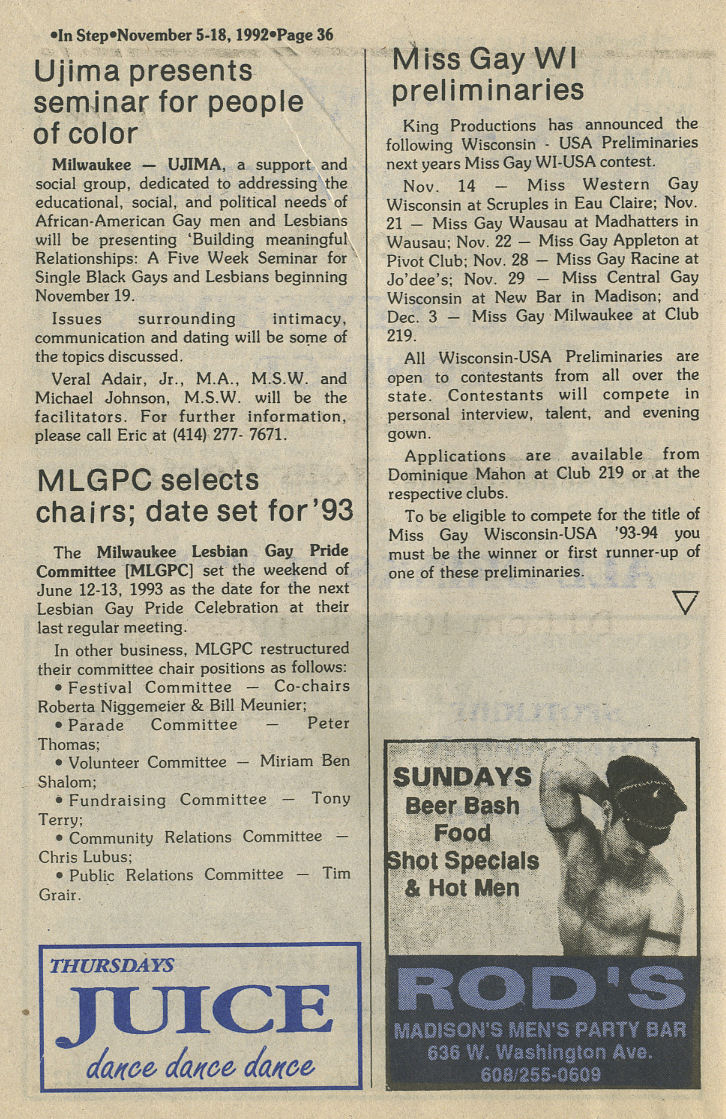 •In Step•November 5-18, 1992•Page 36
Ujima presents
seminar for people
of color
Milwaukee — UJIMA, a support and
social group, dedicated to addressing the
educational, social, and political needs of
African-American Gay men and Lesbians
will be presenting ‘Building meaningful
Relationships: A Five Week Seminar for
Single Black Gays and Lesbians beginning
November 19.
Issues surrounding intimacy,
communication and dating will be some of
the topics discussed.
Veral Adair, Jr., M.A., M.S.W. and
Michael Johnson, M.S.W. will be the
facilitators. For further information,
please call Eric at (414) 277- 7671.
MLGPC selects
chairs; date set for '93
The Milwaukee Lesbian Gay Pride
Committee [MLGPC] set the weekend of
June 12-13, 1993 as the date for the next
Lesbian Gay Pride Celebration at their
last regular meeting.
In other business, MLGPC restructured
their committee chair positions as follows:
• Festival Committee — Co-chairs
Roberta Niggemeier & Bill Meunier;
• Parade Committee — Peter
Thomas;
• Volunteer Committee — Miriam Ben
Shalom;
• Fundraising Committee — Tony
Terry;
• Community Relations Committee —
Chris Lubus;
• Public Relations Committee — Tim
Grair.
THURSDAYS
JUICE
dance dance dance
Miss Gay WI
preliminaries
King Productions has announced the
following Wisconsin - USA Preliminaries
next years Miss Gay WI-USA contest.
Nov. 14 — Miss Western Gay
Wisconsin at Scruples in Eau Claire; Nov.
21 — Miss Gay Wausau at Madhatters in
Wausau; Nov. 22 — Miss Gay Appleton at
Pivot Club; Nov. 28 — Miss Gay Racine at
Jo'dee's; Nov. 29 — Miss Central Gay
Wisconsin at New Bar in Madison; and
Dec. 3 — Miss Gay Milwaukee at Club
219.
All Wisconsin-USA Preliminaries are
open to contestants from all over the
state. Contestants will compete in
personal interview, talent, and evening
gown.
Applications are available from
Dominique Mahon at Club 219 or at the
respective clubs.
To be eligible to compete for the title of
Miss Gay Wisconsin-USA '93-94 you
must be the winner or first runner-up of
one of these preliminaries.
SUNDAYS
Beer Bash
Food
Shot Specials
& Hot Men
ROD'S
MADISON'S MEN'S PARTY BAR
636 W. Washington Ave.
608/255-0609